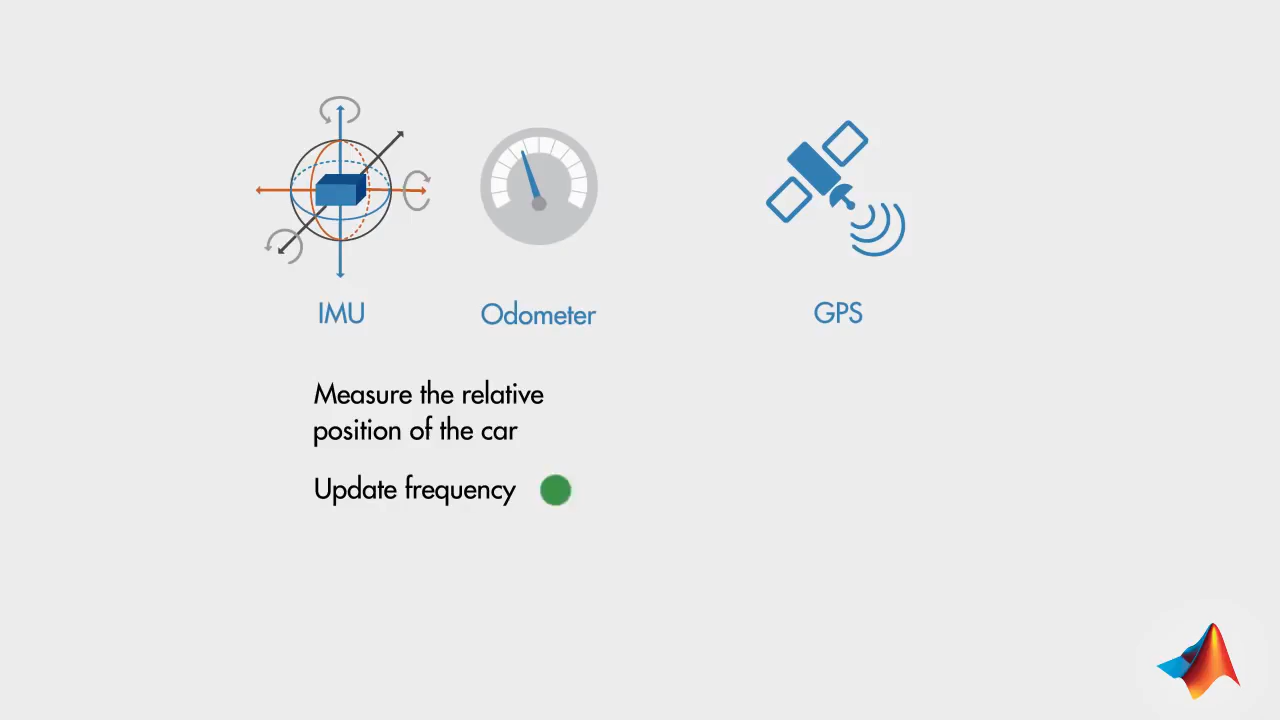 IMU
Odometer
GPS
Measure the relative
position of the car
Update frequency